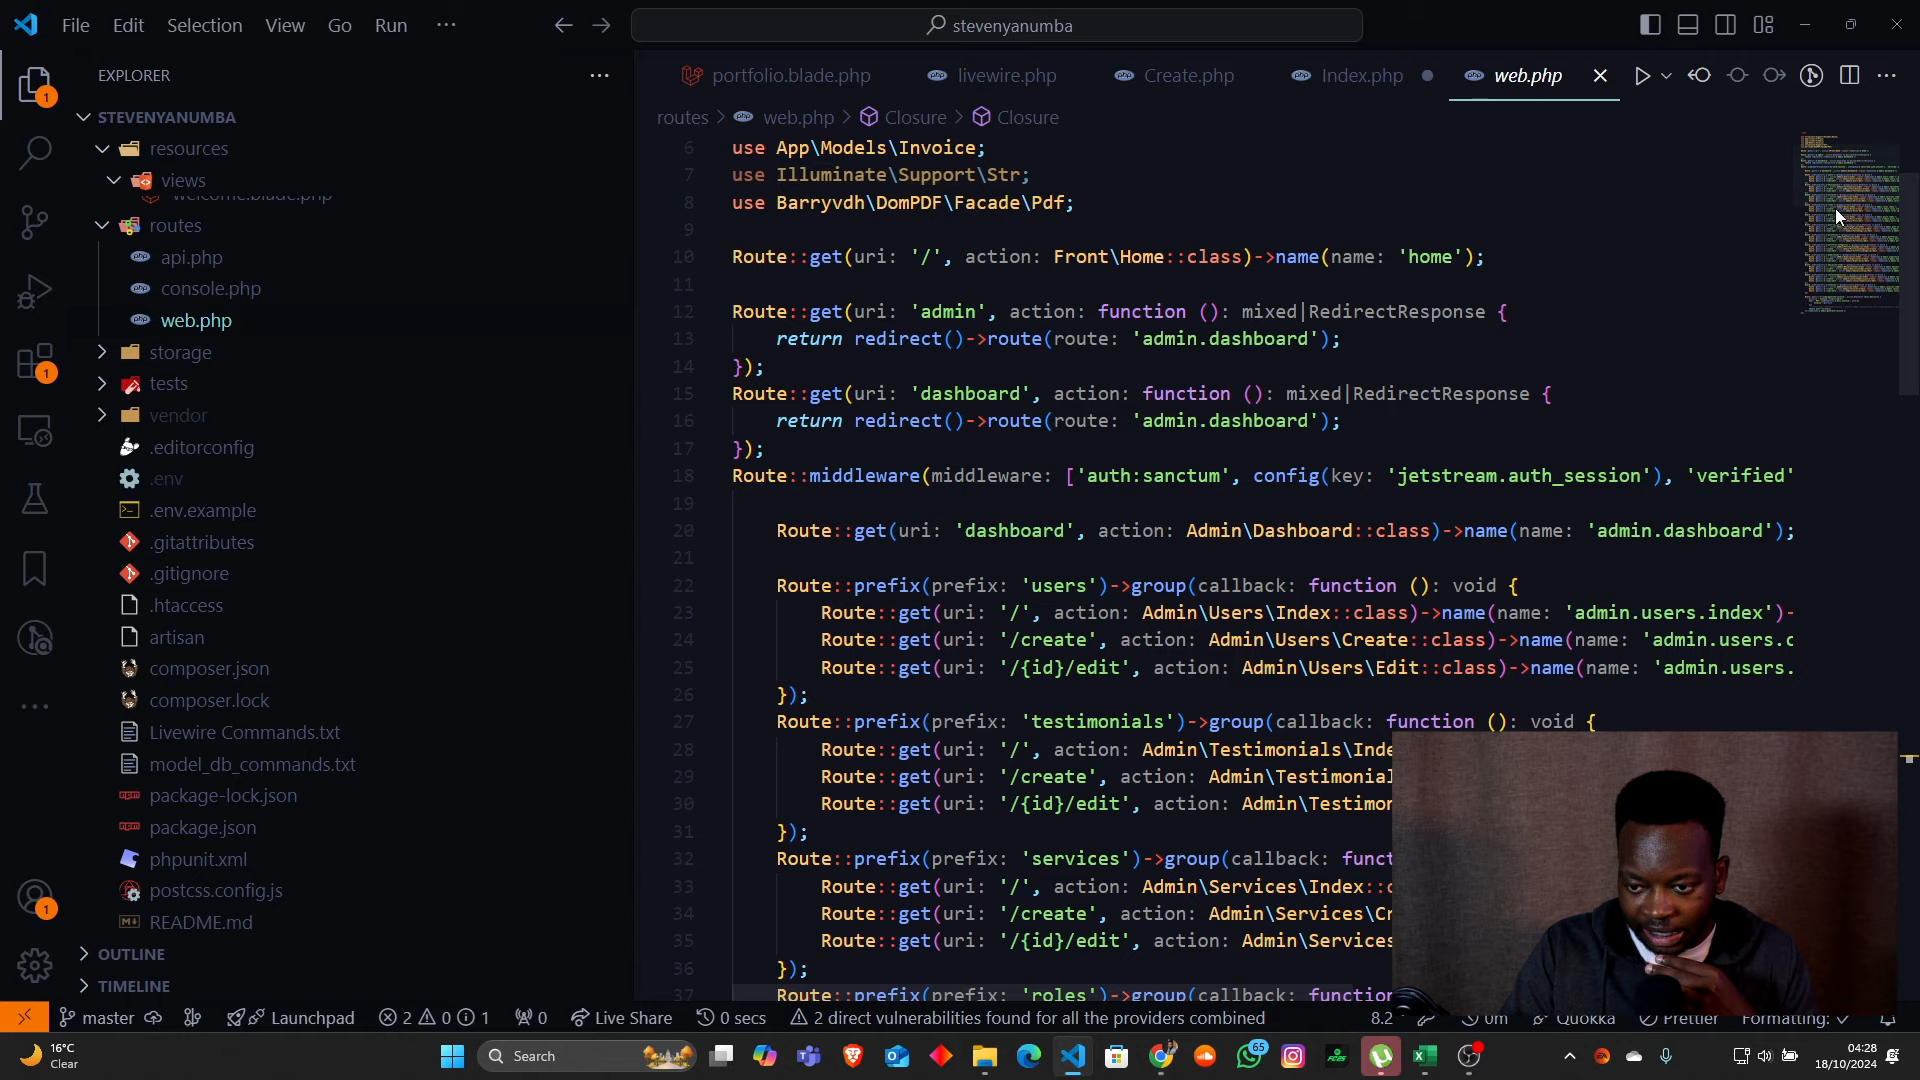 File Edit Selection View Go Run ···
stevenyanumba
EXPLORER
STEVENYANUMBA
resources
views
welcome.blade.php
routes
api.php
console.php
web.php
storage
tests
vendor
.editorconfig
.env
.env.example
.gitattributes
.gitignore
.htaccess
artisan
composer.json
composer.lock
Livewire Commands.txt
model_db_commands.txt
package-lock.json
package.json
phpunit.xml
postcss.config.js
README.md
OUTLINE
TIMELINE
portfolio.blade.php livewire.php Create.php Index.php web.php
routes > web.php > Closure > Closure
6 use App\Models\Invoice;
7 use Illuminate\Support\Str;
8 use Barryvdh\DomPDF\Facade\Pdf;
9
10 Route::get(uri: '/', action: Front\Home::class)->name(name: 'home');
11
12 Route::get(uri: 'admin', action: function (): mixed|RedirectResponse {
13 return redirect()->route(route: 'admin.dashboard');
14 });
15 Route::get(uri: 'dashboard', action: function (): mixed|RedirectResponse {
16 return redirect()->route(route: 'admin.dashboard');
17 });
18 Route::middleware(middleware: ['auth:sanctum', config(key: 'jetstream.auth_session'), 'verified'
19
20 Route::get(uri: 'dashboard', action: Admin\Dashboard::class)->name(name: 'admin.dashboard');
21
22 Route::prefix(prefix: 'users')->group(callback: function (): void {
23 Route::get(uri: '/', action: Admin\Users\Index::class)->name(name: 'admin.users.index')-
24 Route::get(uri: '/create', action: Admin\Users\Create::class)->name(name: 'admin.users.c
25 Route::get(uri: '/{id}/edit', action: Admin\Users\Edit::class)->name(name: 'admin.users.
26 });
27 Route::prefix(prefix: 'testimonials')->group(callback: function (): void {
28 Route::get(uri: '/', action: Admin\Testimonials\Inde
29 Route::get(uri: '/create', action: Admin\Testimonial
30 Route::get(uri: '/{id}/edit', action: Admin\Testimon
31 });
32 Route::prefix(prefix: 'services')->group(callback: funct
33 Route::get(uri: '/', action: Admin\Services\Index::c
34 Route::get(uri: '/create', action: Admin\Services\Cr
35 Route::get(uri: '/{id}/edit', action: Admin\Services
36 });
37 Route::prefix(prefix: 'roles')->group(callback: function
master Launchpad 2 0 1 0 Live Share 0 secs 2 direct vulnerabilities found for all the providers combined 8.2 0m Quokka Prettier Formatting:
16°C
Clear
Search
65
04:28
18/10/2024